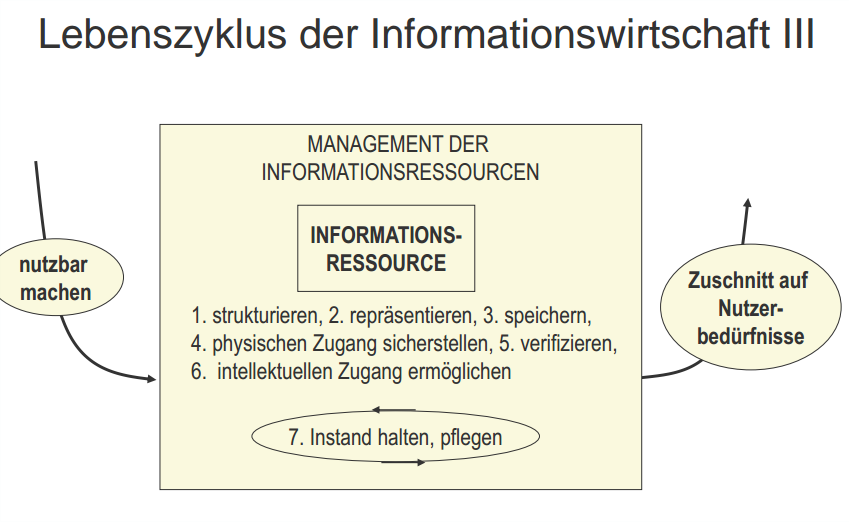 Lebenszyklus der Informationswirtschaft III
MANAGEMENT DER
INFORMATIONSRESSOURCEN
INFORMATIONS-
RESSOURCE
nutzbar
machen
1. strukturieren, 2. repräsentieren, 3. speichern,
4. physischen Zugang sicherstellen, 5. verifizieren,
6. intellektuellen Zugang ermöglichen
7. Instand halten, pflegen
Zuschnitt auf
Nutzer-
bedürfnisse